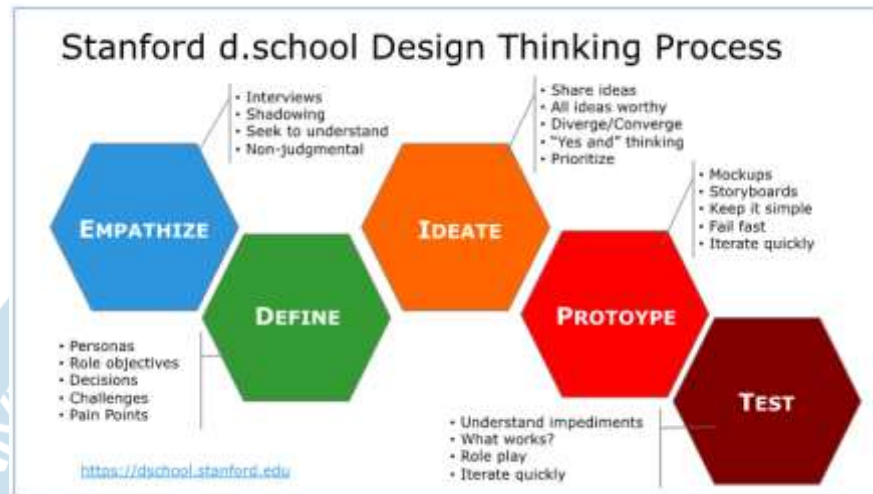 Stanford d.school Design Thinking Process
• Interviews
• Shadowing
• Seek to understand
• Non-judgmental
EMPATHIZE
DEFINE
• Personas
• Role objectives
• Decisions
• Challenges
• Pain Points
• Share ideas
• All ideas worthy
• Diverge/Converge
• "Yes and" thinking
• Prioritize
IDEATE
• Mockups
• Storyboards
• Keep it simple
• Fail fast
• Iterate quickly
PROTOYPE
TEST
• Understand impediments
• What works?
• Role play
• Iterate quickly
https://dschool.stanford.edu